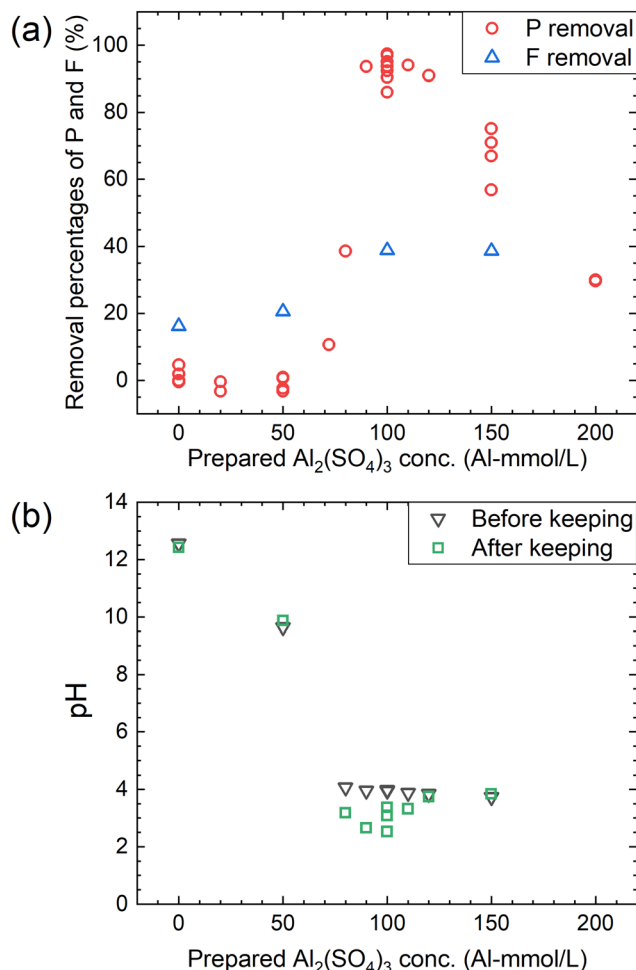 (a)
P removal
F removal
Removal percentages of P and F (%)
100
80
60
40
20
0
0 50 100 150 200
Prepared Al₂(SO₄)₃ conc. (Al-mmol/L)
(b)
Before keeping
After keeping
pH
14
12
10
8
6
4
2
0
0 50 100 150 200
Prepared Al₂(SO₄)₃ conc. (Al-mmol/L)